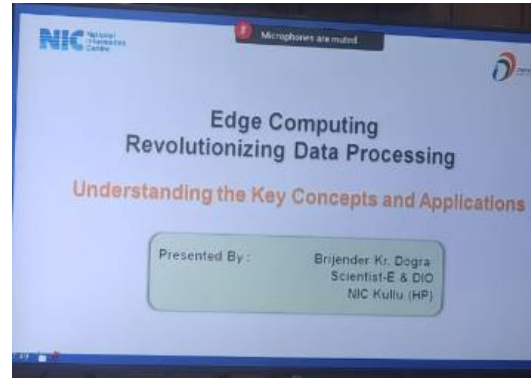 NIC National
Informatics
Centre
Microphones are muted
Edge Computing
Revolutionizing Data Processing
Understanding the Key Concepts and Applications
Presented By :
Brijender Kr. Dogra
Scientist-E & DIO
NIC Kullu (HP)